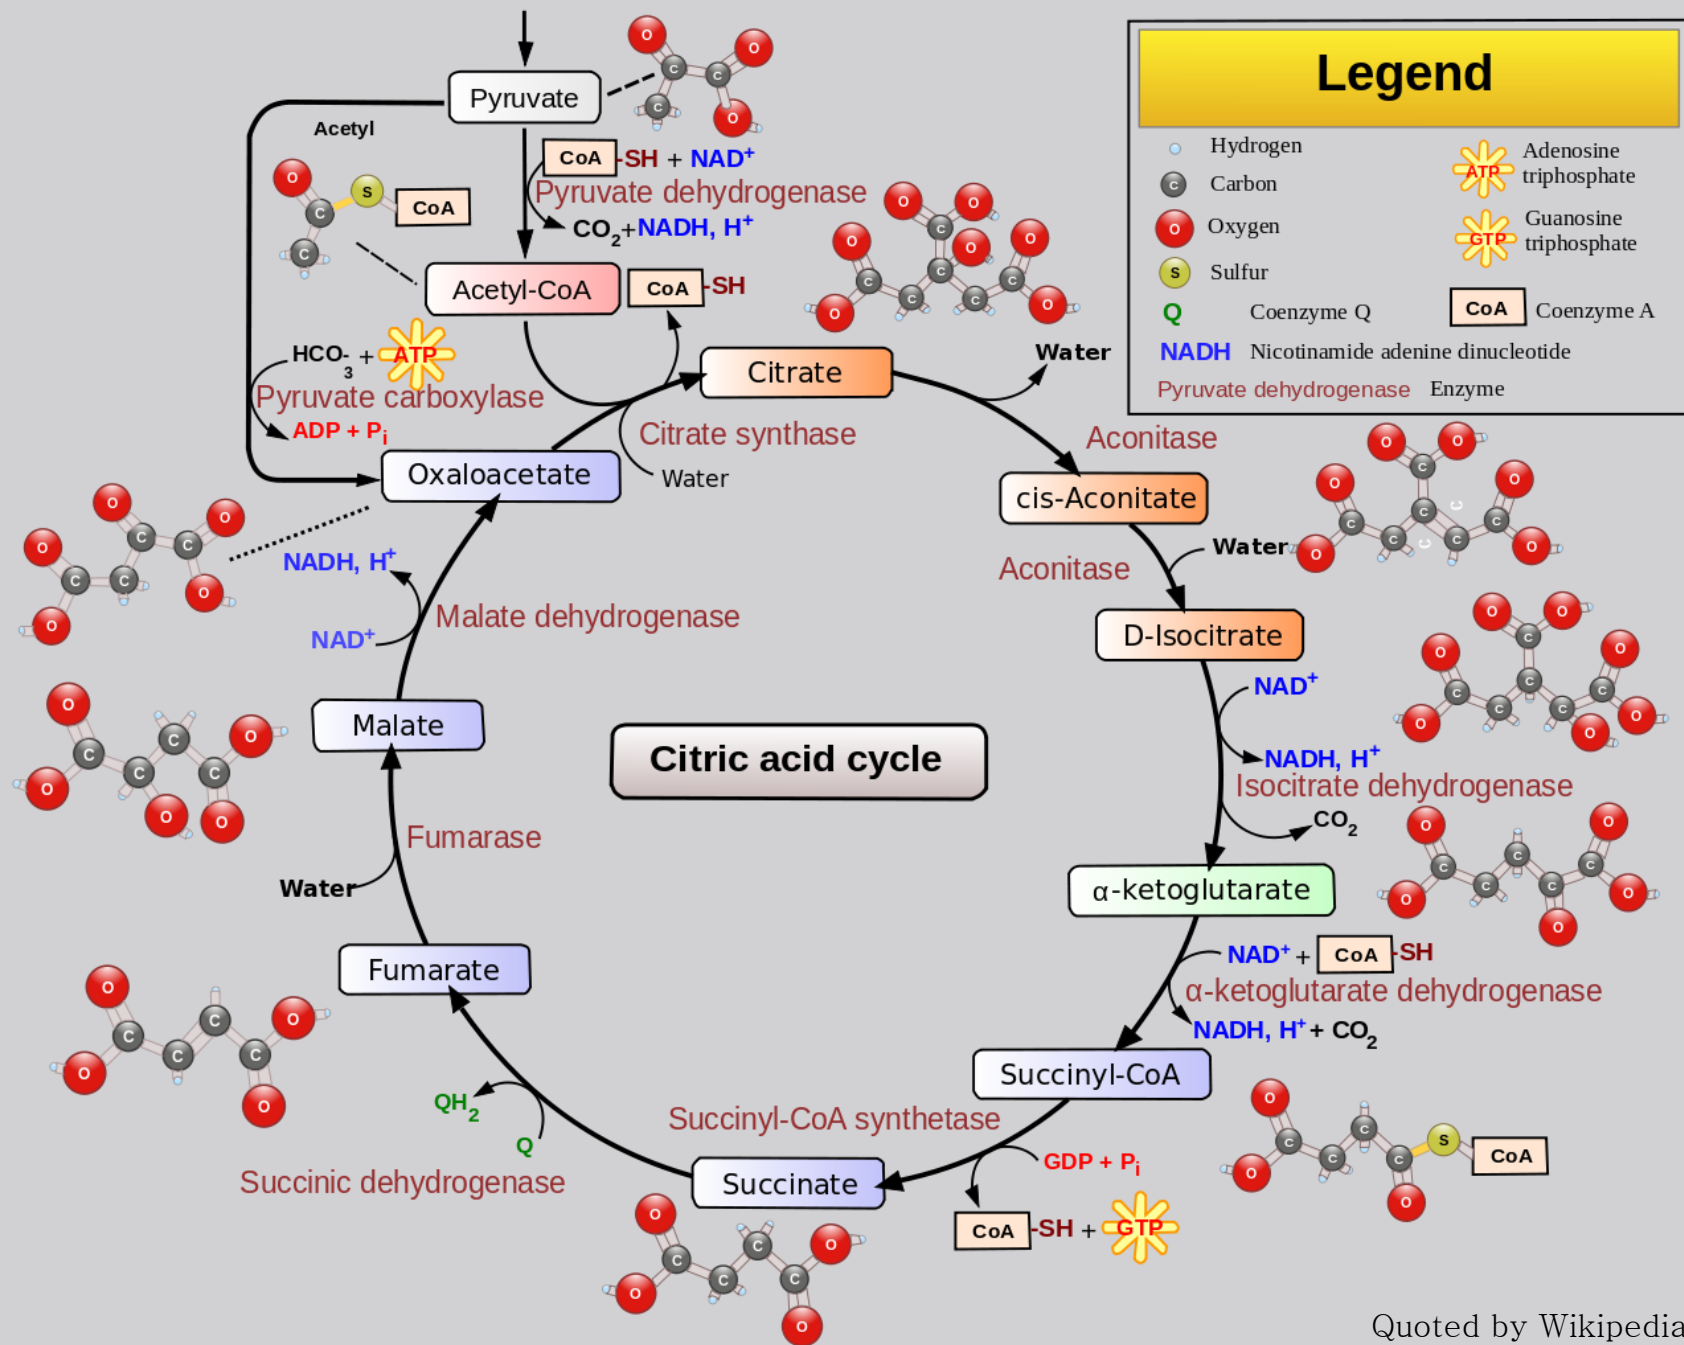 Pyruvate
Acetyl
CoA -SH + NAD+
Pyruvate dehydrogenase
CO2+NADH, H+
S CoA
Acetyl-CoA
CoA -SH
HCO-3 + ATP
Pyruvate carboxylase
ADP + Pi
Citrate
Citrate synthase
Water
Oxaloacetate
Water
Aconitase
cis-Aconitate
Water
Aconitase
D-Isocitrate
NAD+
NADH, H+
Isocitrate dehydrogenase
CO2
α-ketoglutarate
NAD+ + CoA -SH
α-ketoglutarate dehydrogenase
NADH, H+ + CO2
Succinyl-CoA
S CoA
Succinyl-CoA synthetase
GDP + Pi
CoA -SH + GTP
Succinate
QH2
Q
Succinic dehydrogenase
Fumarate
Water
Fumarase
Malate
NAD+
NADH, H+
Malate dehydrogenase
Citric acid cycle
Legend
Hydrogen
C Carbon
O Oxygen
S Sulfur
Q Coenzyme Q
ATP Adenosine
triphosphate
GTP Guanosine
triphosphate
CoA Coenzyme A
NADH Nicotinamide adenine dinucleotide
Pyruvate dehydrogenase Enzyme
Quoted by Wikipedia